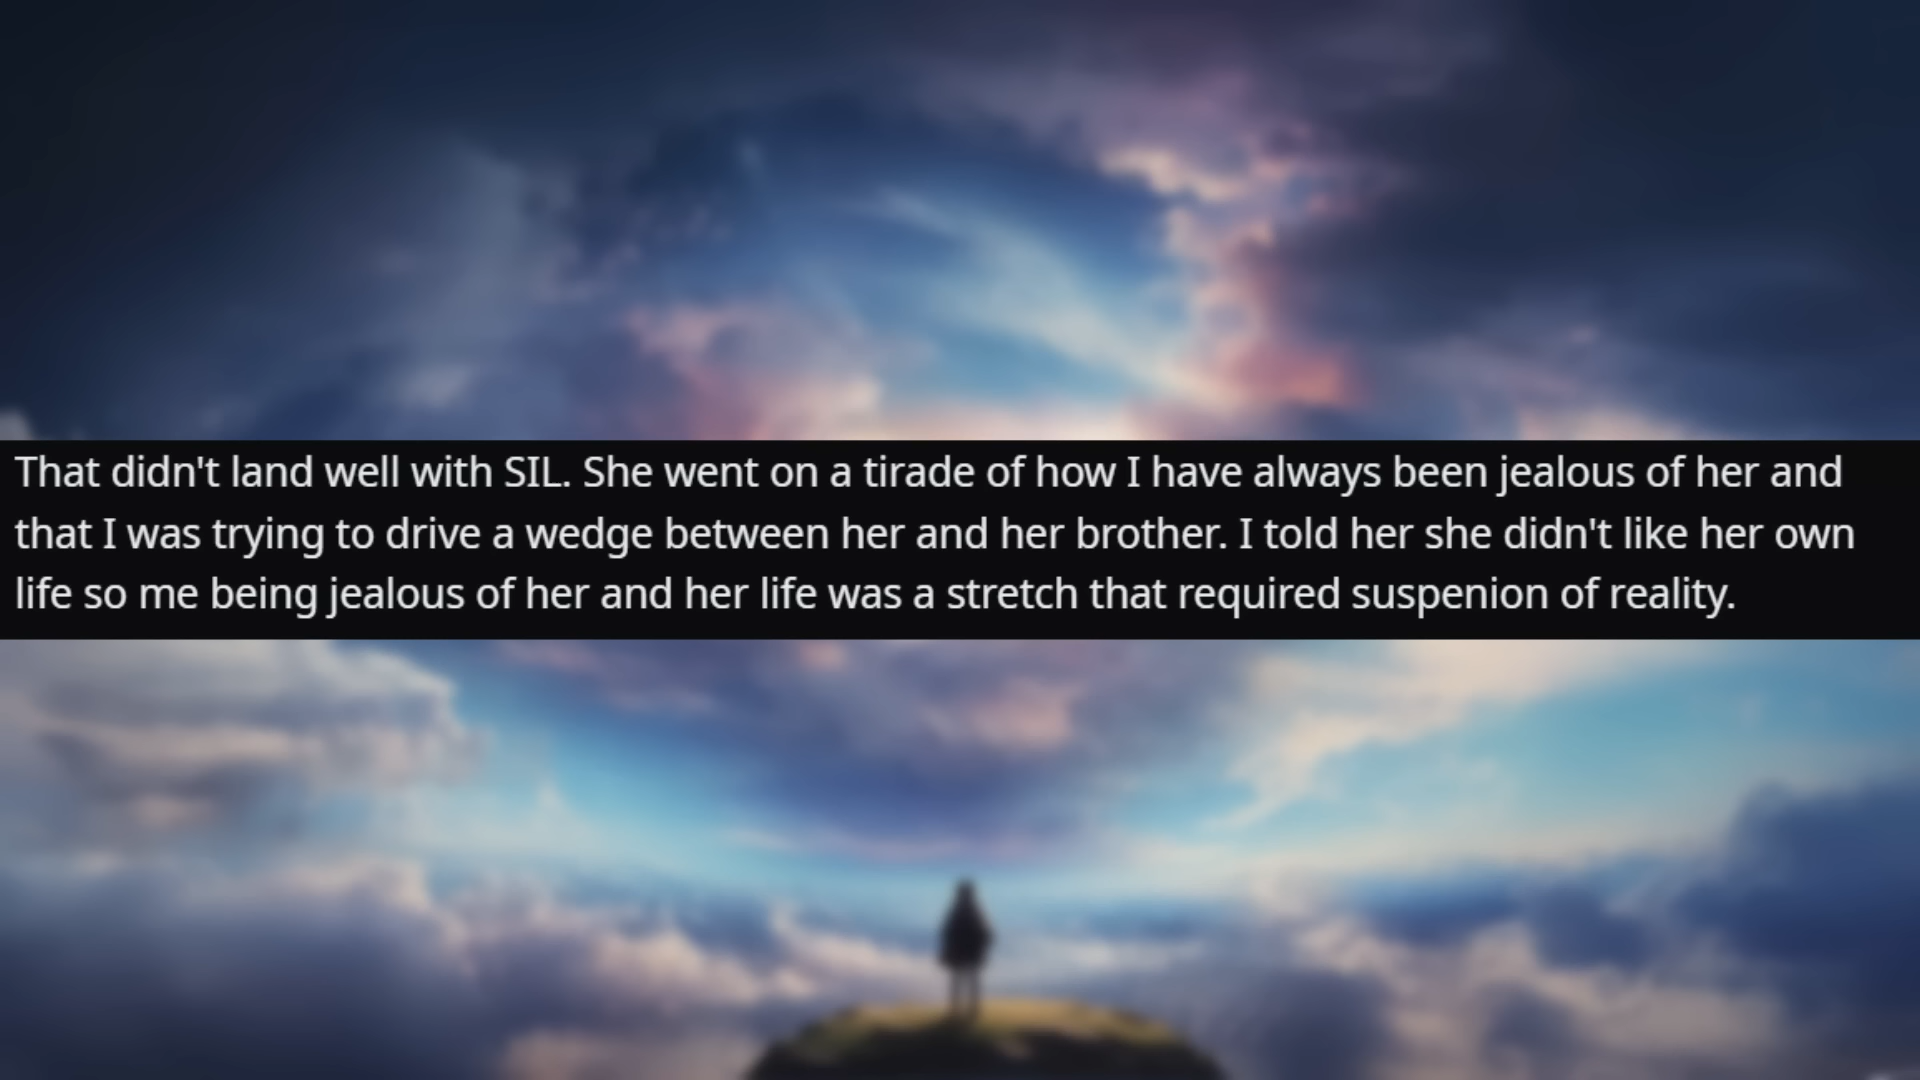 That didn't land well with SIL. She went on a tirade of how I have always been jealous of her and
that I was trying to drive a wedge between her and her brother. I told her she didn't like her own
life so me being jealous of her and her life was a stretch that required suspenion of reality.